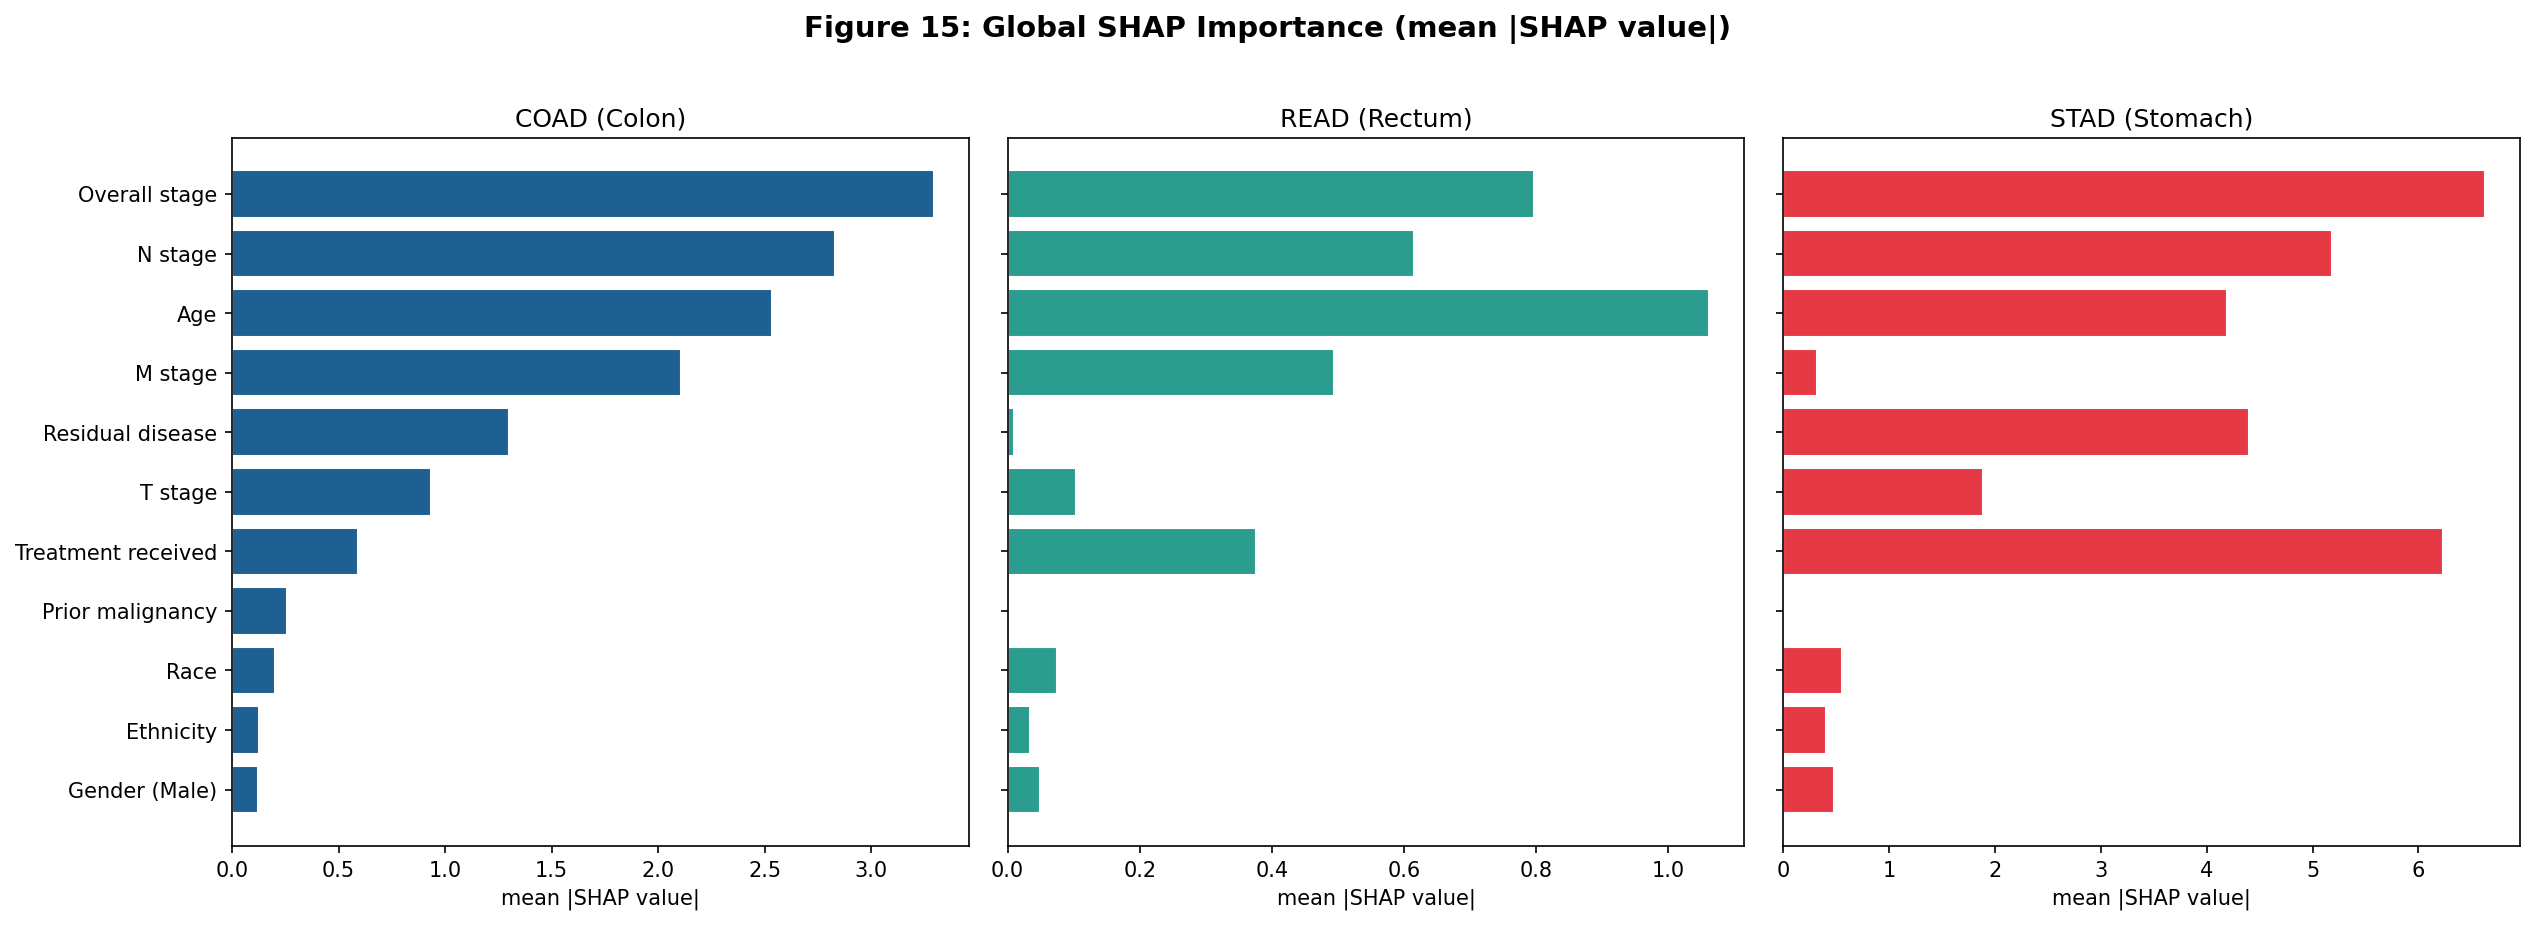 Figure 15: Global SHAP Importance (mean |SHAP value|)
COAD (Colon)
Overall stage
N stage
Age
M stage
Residual disease
T stage
Treatment received
Prior malignancy
Race
Ethnicity
Gender (Male)
0.0 0.5 1.0 1.5 2.0 2.5 3.0
mean |SHAP value|
READ (Rectum)
0.0 0.2 0.4 0.6 0.8 1.0
mean |SHAP value|
STAD (Stomach)
0 1 2 3 4 5 6
mean |SHAP value|